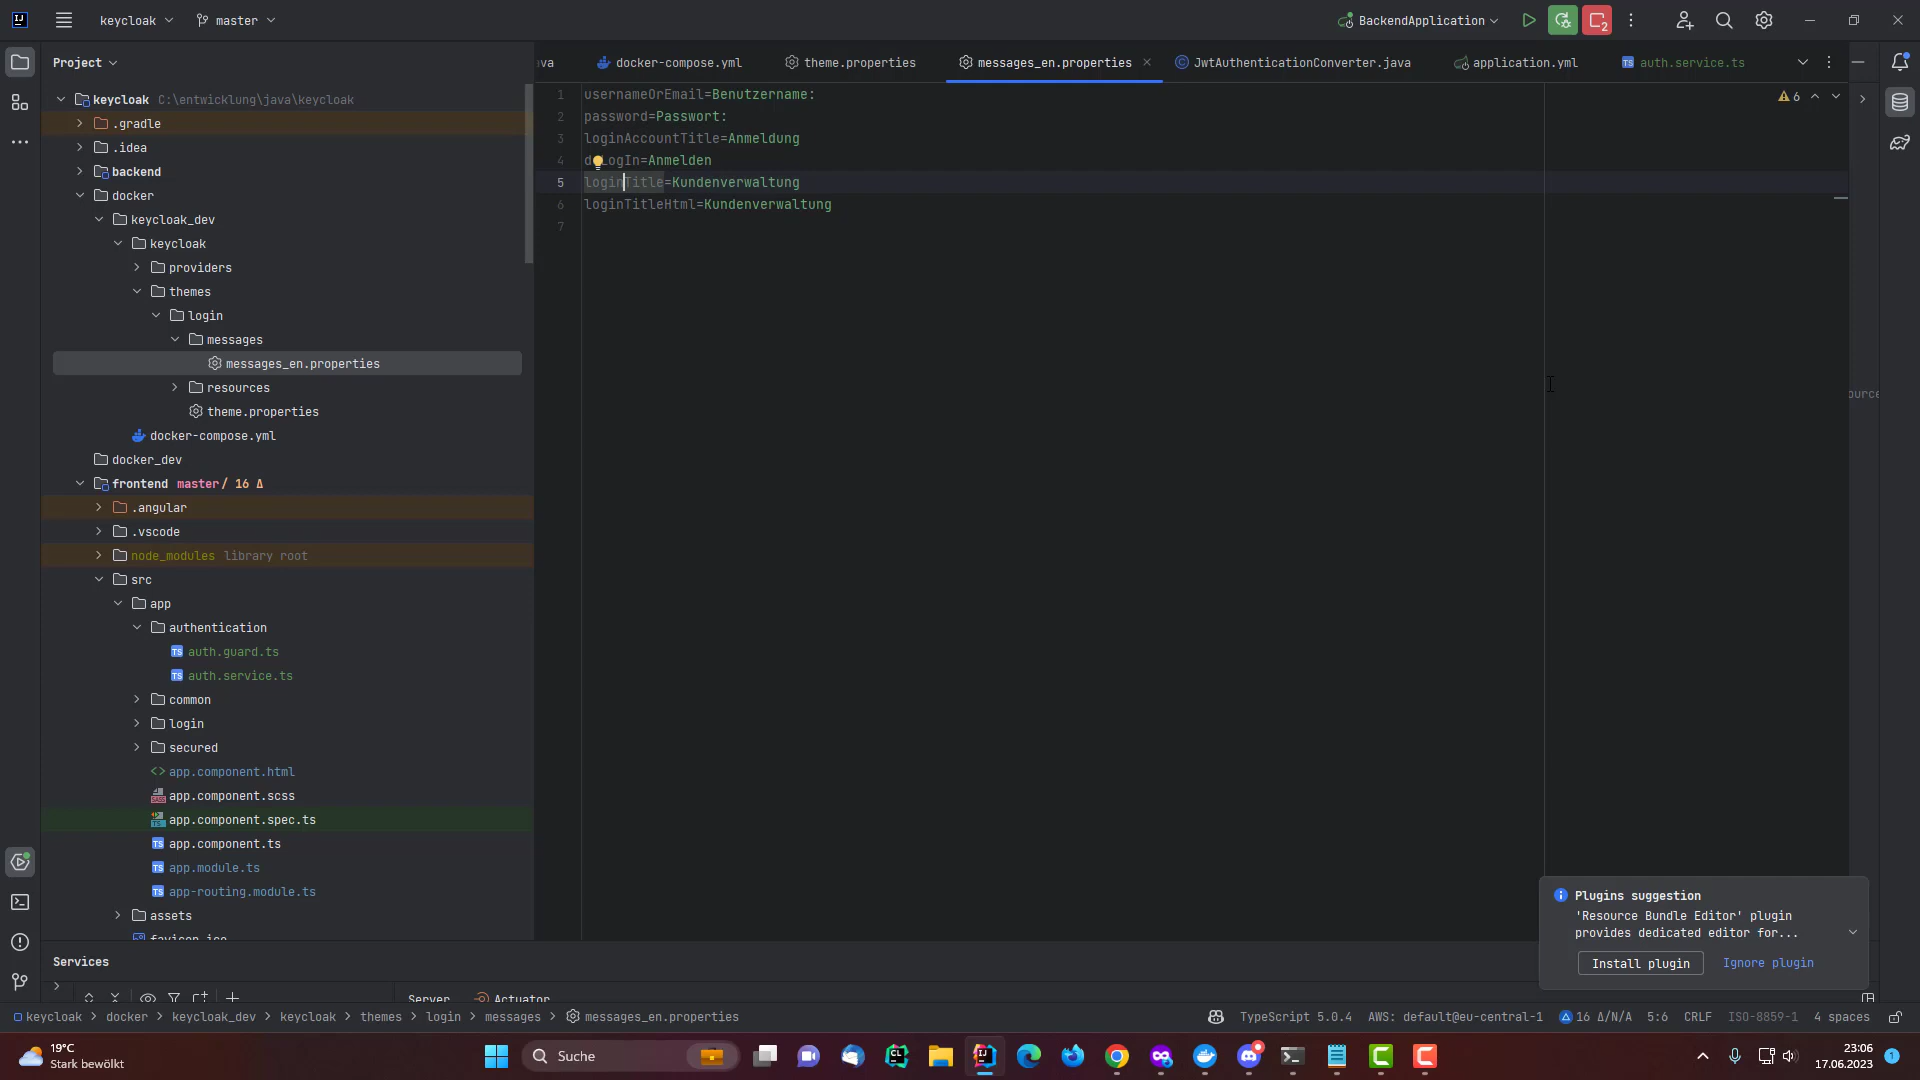 keycloak
master
BackendApplication
2
Project
ava
docker-compose.yml
theme.properties
messages_en.properties
JwtAuthenticationConverter.java
application.yml
auth.service.ts
keycloak C:\entwicklung\java\keycloak
.gradle
.idea
backend
docker
keycloak_dev
keycloak
providers
themes
login
messages
messages_en.properties
resources
theme.properties
docker-compose.yml
docker_dev
frontend master / 16 Δ
.angular
.vscode
node_modules library root
src
app
authentication
auth.guard.ts
auth.service.ts
common
login
secured
app.component.html
app.component.scss
app.component.spec.ts
app.component.ts
app.module.ts
app-routing.module.ts
assets
favicon.ico
1 usernameOrEmail=Benutzername:
2 password=Passwort:
3 loginAccountTitle=Anmeldung
4 doLogIn=Anmelden
5 loginTitle=Kundenverwaltung
6 loginTitleHtml=Kundenverwaltung
7
6
ource
Plugins suggestion
'Resource Bundle Editor' plugin
provides dedicated editor for...
Install plugin Ignore plugin
Services
Server Actuator
keycloak > docker > keycloak_dev > keycloak > themes > login > messages > messages_en.properties
TypeScript 5.0.4 AWS: default@eu-central-1 16 Δ/N/A 5:6 CRLF ISO-8859-1 4 spaces
19°C
Stark bewölkt
Suche
23:06
17.06.2023
1